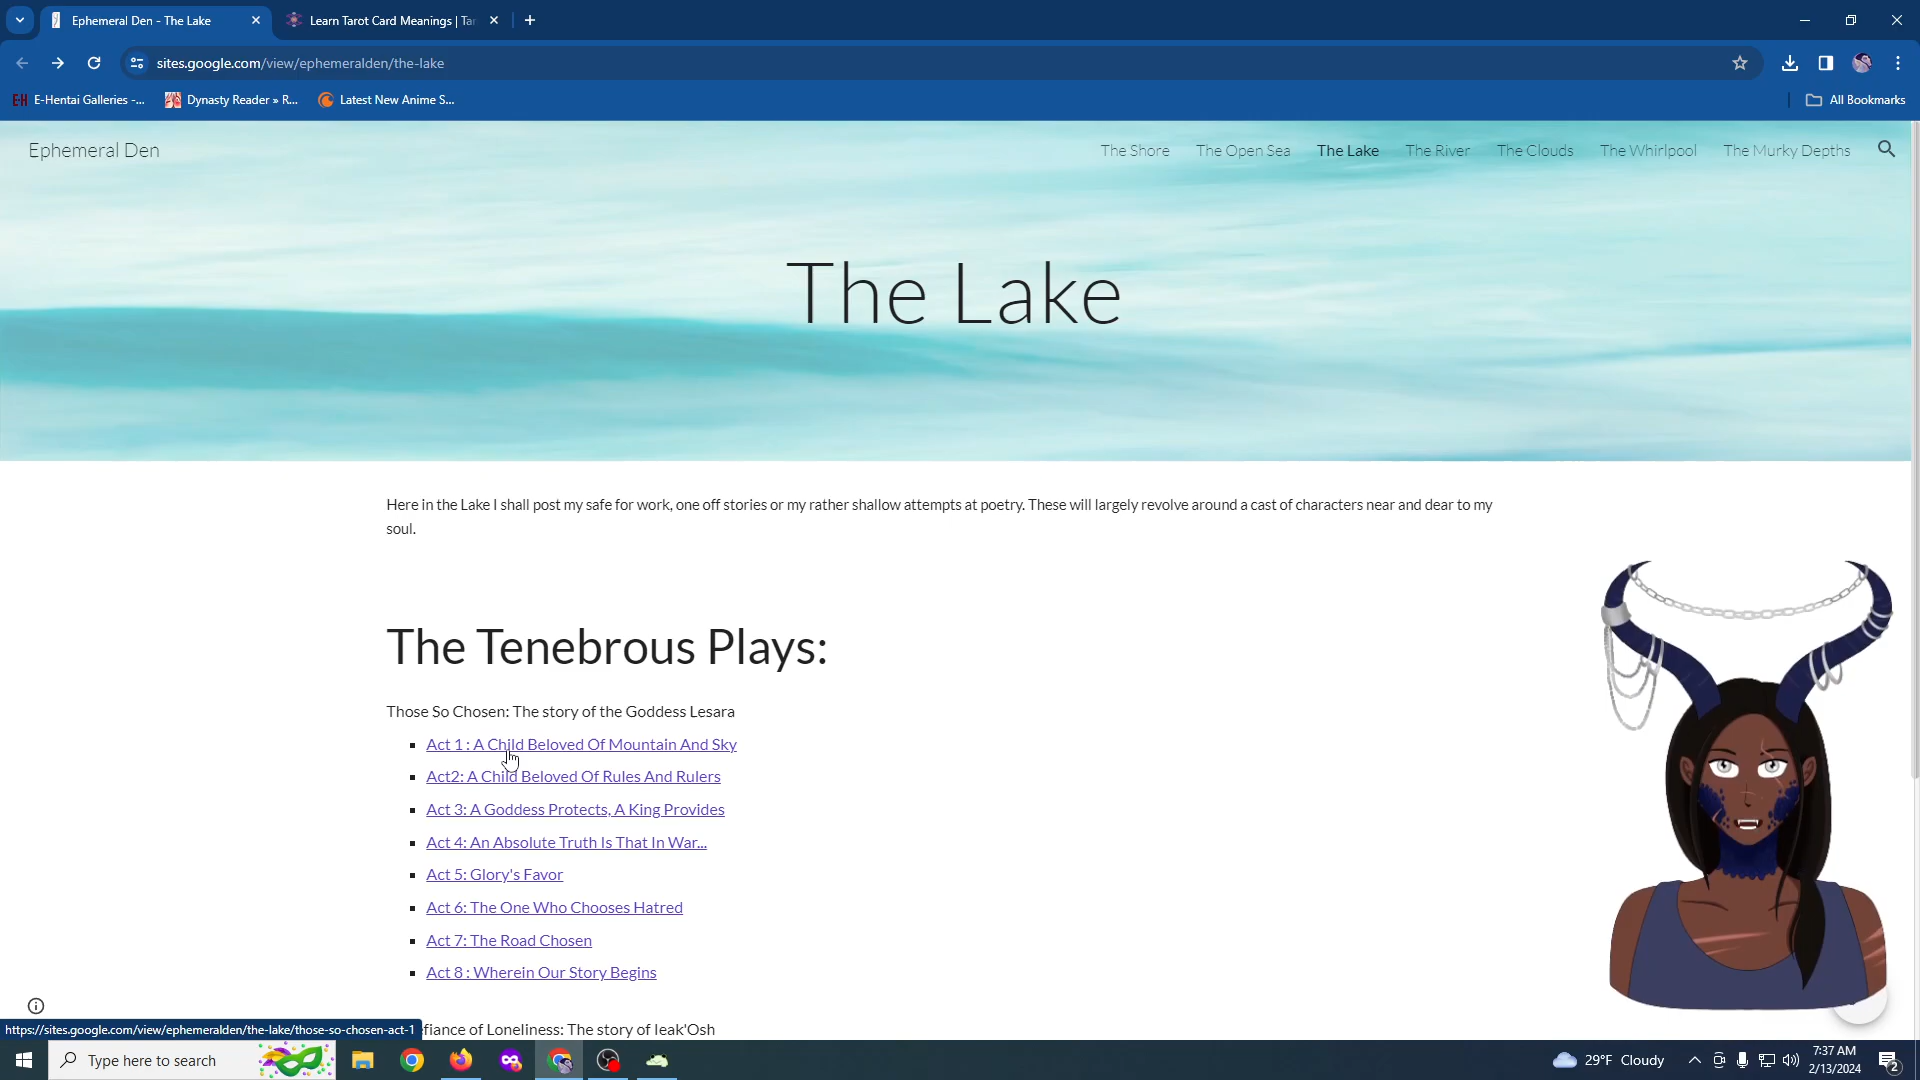 Ephemeral Den - The Lake
Learn Tarot Card Meanings | Tar
sites.google.com/view/ephemeralden/the-lake
EH E-Hentai Galleries -...
Dynasty Reader » R...
Latest New Anime S...
All Bookmarks
Ephemeral Den
The Shore
The Open Sea
The Lake
The River
The Clouds
The Whirlpool
The Murky Depths
The Lake
Here in the Lake I shall post my safe for work, one off stories or my rather shallow attempts at poetry. These will largely revolve around a cast of characters near and dear to my
soul.
The Tenebrous Plays:
Those So Chosen: The story of the Goddess Lesara
Act 1 : A Child Beloved Of Mountain And Sky
Act2: A Child Beloved Of Rules And Rulers
Act 3: A Goddess Protects, A King Provides
Act 4: An Absolute Truth Is That In War...
Act 5: Glory's Favor
Act 6: The One Who Chooses Hatred
Act 7: The Road Chosen
Act 8 : Wherein Our Story Begins
efiance of Loneliness: The story of Ieak'Osh
https://sites.google.com/view/ephemeralden/the-lake/those-so-chosen-act-1
Type here to search
29°F Cloudy
7:37 AM
2/13/2024
2